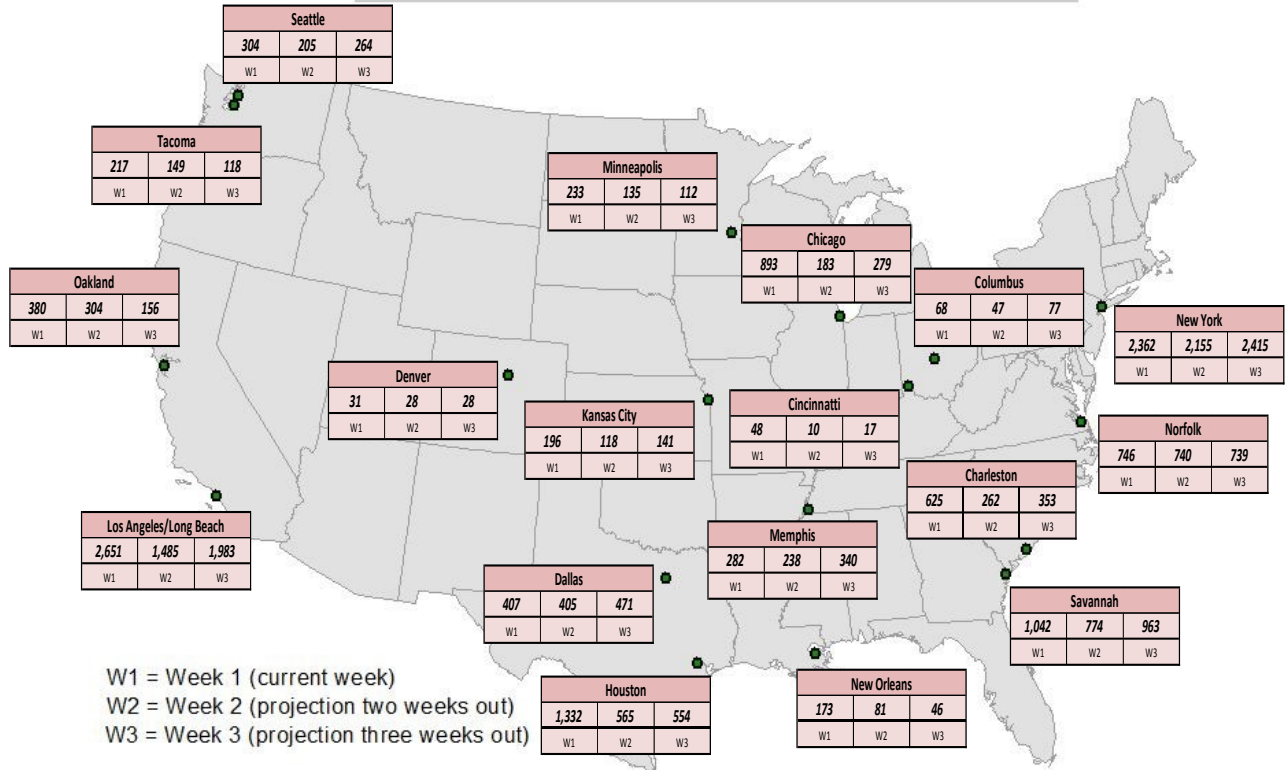 Seattle
304 205 264
W1 W2 W3
Tacoma
217 149 118
W1 W2 W3
Minneapolis
233 135 112
W1 W2 W3
Chicago
893 183 279
W1 W2 W3
Oakland
380 304 156
W1 W2 W3
Columbus
68 47 77
W1 W2 W3
New York
2,362 2,155 2,415
W1 W2 W3
Denver
31 28 28
W1 W2 W3
Kansas City
196 118 141
W1 W2 W3
Cincinnatti
48 10 17
W1 W2 W3
Norfolk
746 740 739
W1 W2 W3
Charleston
625 262 353
W1 W2 W3
Los Angeles/Long Beach
2,651 1,485 1,983
W1 W2 W3
Memphis
282 238 340
W1 W2 W3
Dallas
407 405 471
W1 W2 W3
Savannah
1,042 774 963
W1 W2 W3
Houston
1,332 565 554
W1 W2 W3
New Orleans
173 81 46
W1 W2 W3
W1 = Week 1 (current week)
W2 = Week 2 (projection two weeks out)
W3 = Week 3 (projection three weeks out)